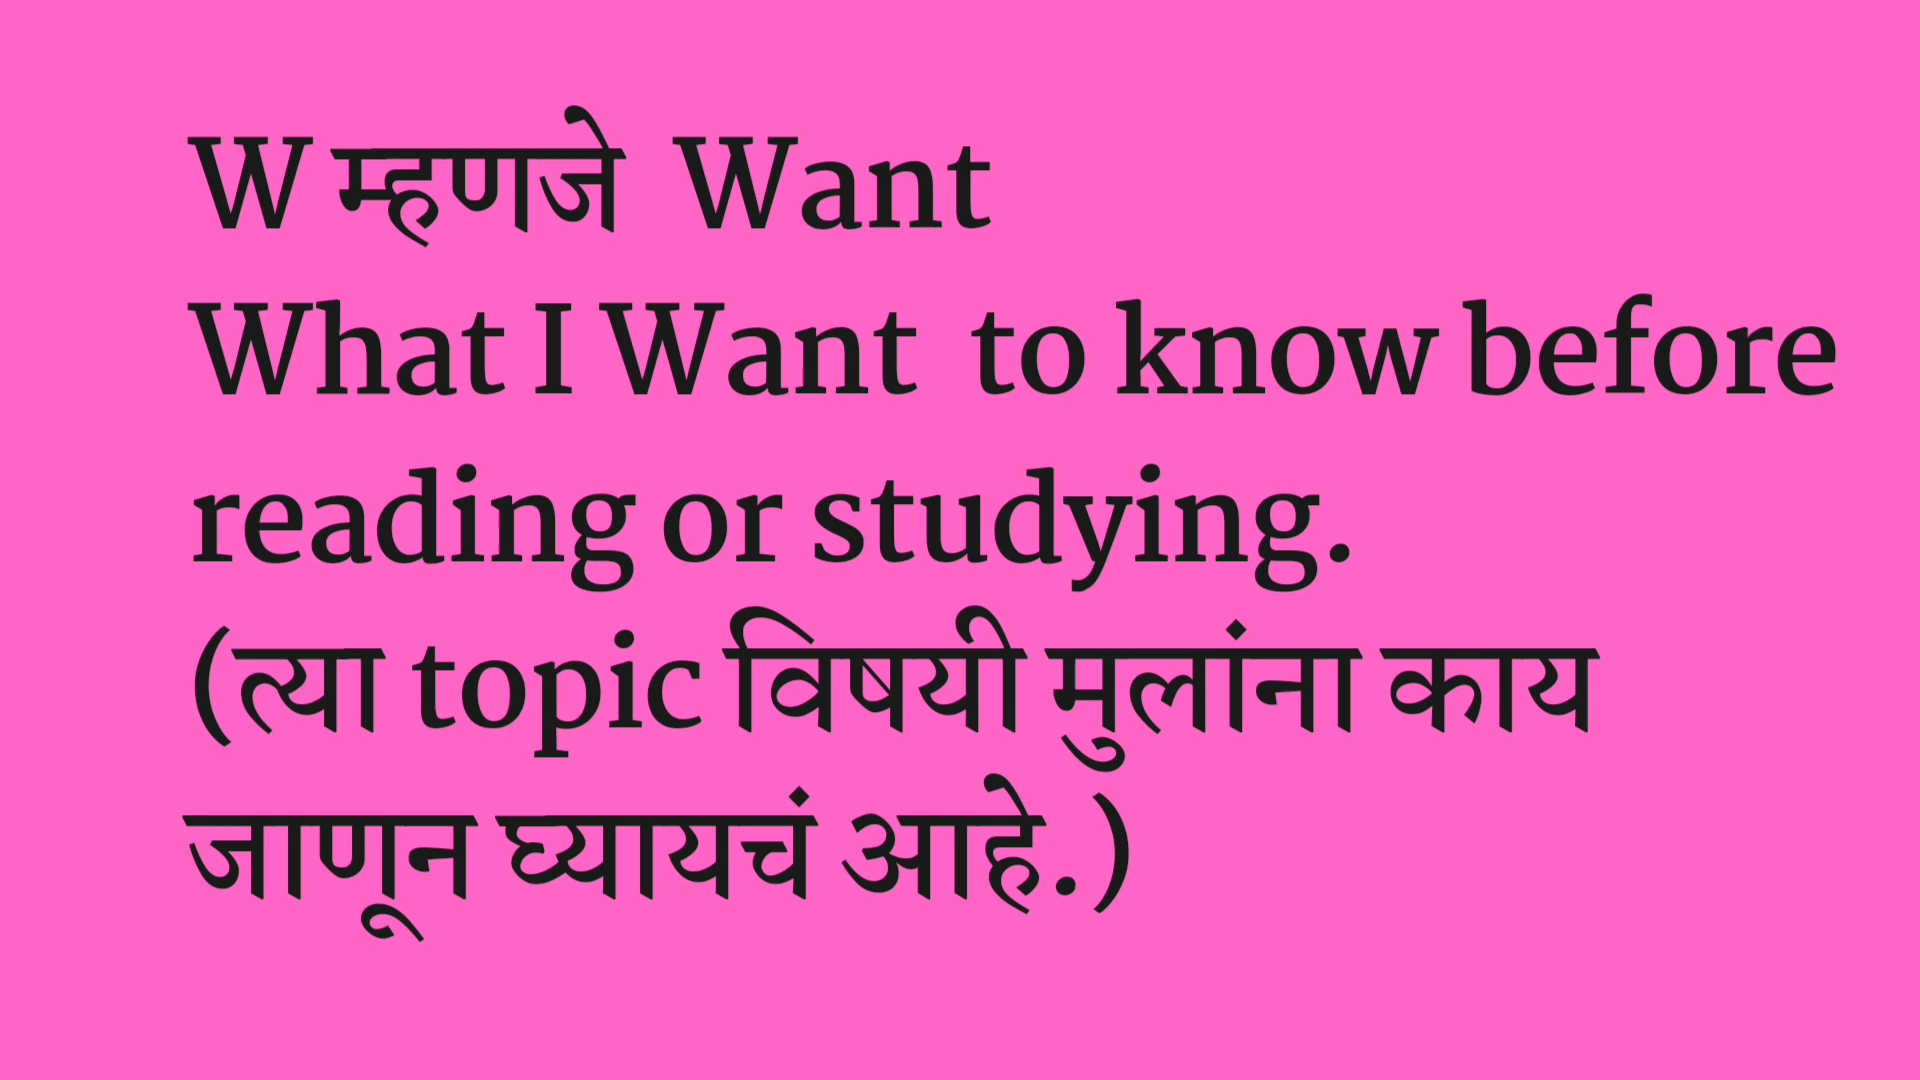 W म्हणजे Want
What I Want to know before
reading or studying.
(त्या topic विषयी मुलांना काय
जाणून घ्यायचं आहे.)